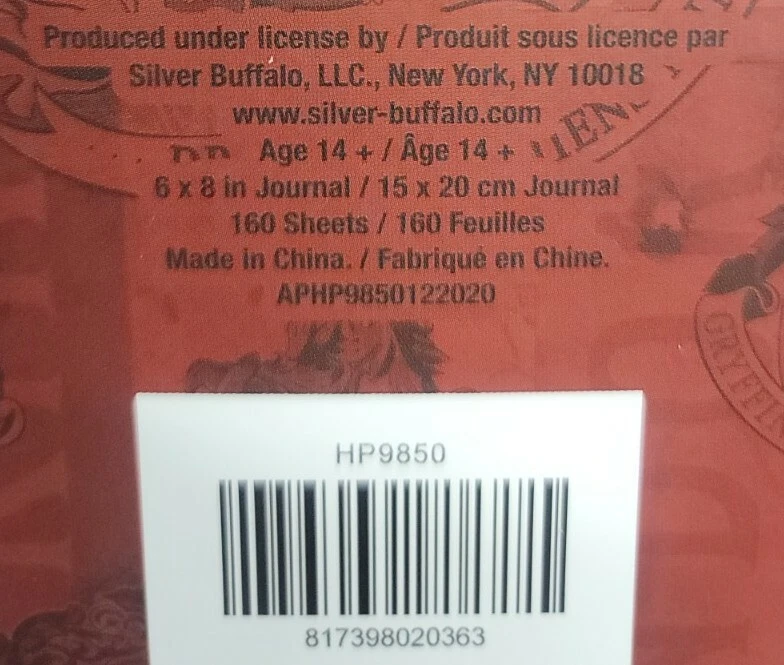 Produced under license by / Produit sous licence par
Silver Buffalo, LLC., New York, NY 10018
www.silver-buffalo.com
Age 14 + / Âge 14 +
6 x 8 in Journal / 15 x 20 cm Journal
160 Sheets / 160 Feuilles
Made in China. / Fabriqué en Chine.
APHP9850122020
HP9850
817398020363